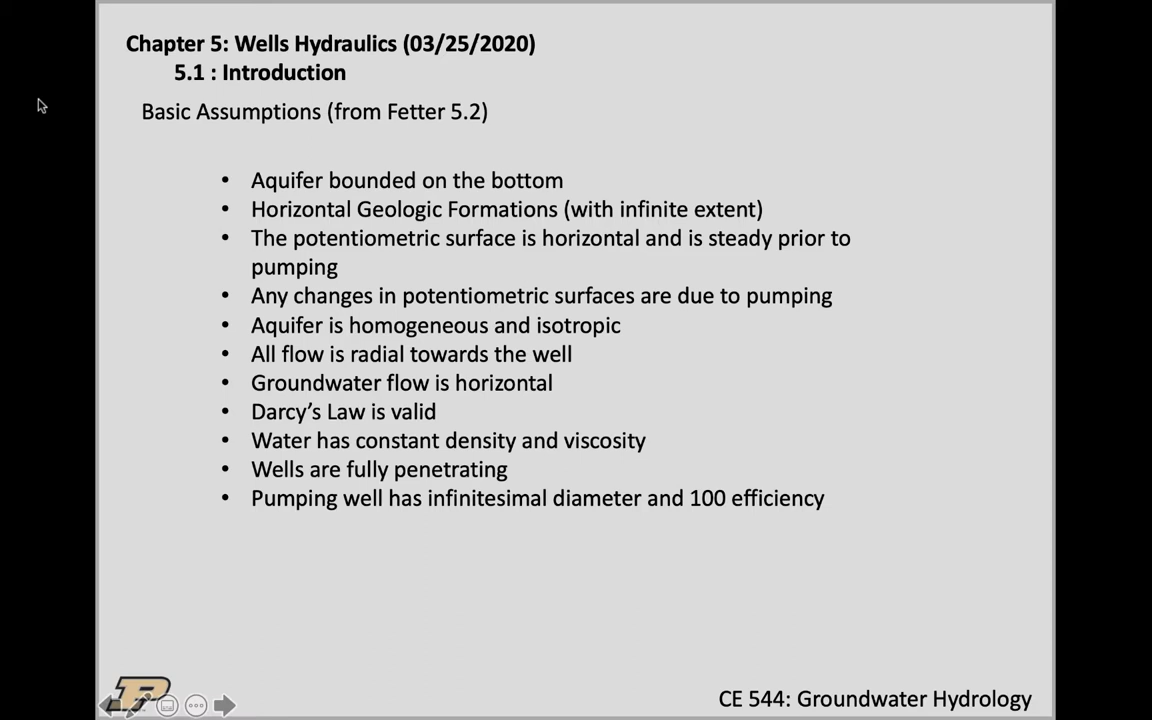 Chapter 5: Wells Hydraulics (03/25/2020)
5.1 : Introduction
Basic Assumptions (from Fetter 5.2)
• Aquifer bounded on the bottom
• Horizontal Geologic Formations (with infinite extent)
• The potentiometric surface is horizontal and is steady prior to
pumping
• Any changes in potentiometric surfaces are due to pumping
• Aquifer is homogeneous and isotropic
• All flow is radial towards the well
• Groundwater flow is horizontal
• Darcy's Law is valid
• Water has constant density and viscosity
• Wells are fully penetrating
• Pumping well has infinitesimal diameter and 100 efficiency
CE 544: Groundwater Hydrology